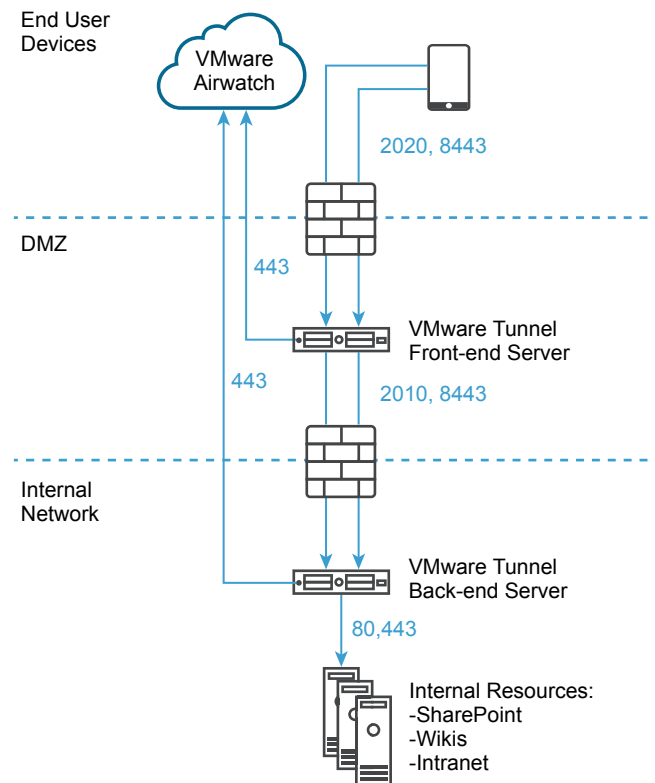 End User
Devices
VMware
Airwatch
2020, 8443
DMZ
443
VMware Tunnel
Front-end Server
443
2010, 8443
Internal
Network
VMware Tunnel
Back-end Server
80,443
Internal Resources:
-SharePoint
-Wikis
-Intranet